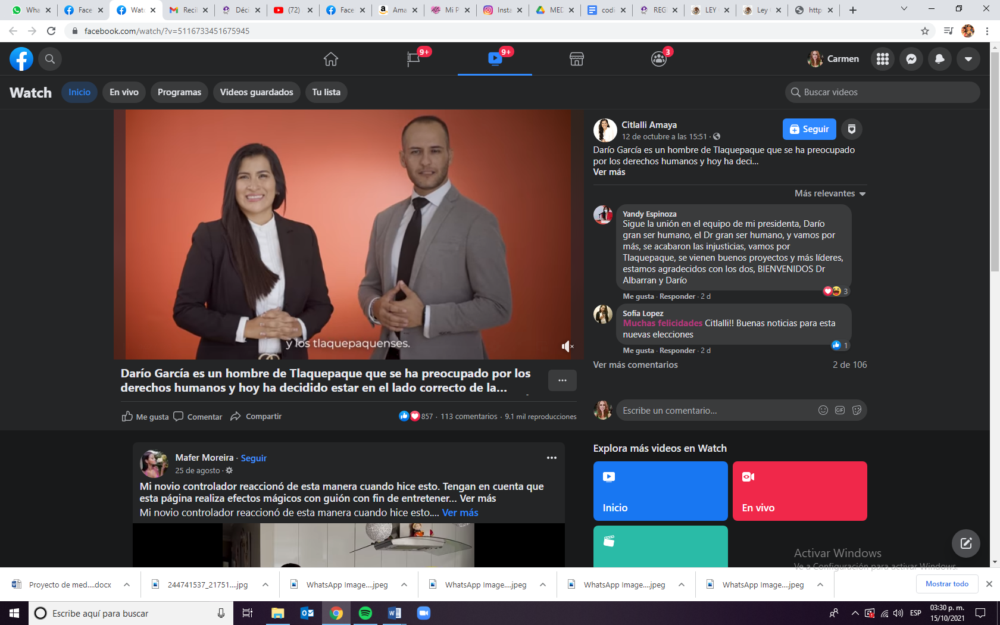 Wha
Face
Watc
Recil
Déci
(72)
Face
Ama
Mi P
Insta
MED
codi
REG
LEY
Ley
http
facebook.com/watch/?v=5116733451675945
9+
9+
3
Carmen
Watch
Inicio
En vivo
Programas
Videos guardados
Tu lista
Buscar videos
y los tlaquepaquenses.
Citlalli Amaya
12 de octubre a las 15:51 ·
Seguir
Darío García es un hombre de Tlaquepaque que se ha preocupado
por los derechos humanos y hoy ha deci...
Ver más
Más relevantes
Yandy Espinoza
Sigue la unión en el equipo de mi presidenta, Darío
gran ser humano, el Dr gran ser humano, y vamos por
más, se acabaron las injusticias, vamos por
Tlaquepaque, se vienen buenos proyectos y más líderes,
estamos agradecidos con los dos, BIENVENIDOS Dr
Albarran y Darío
3
Me gusta · Responder · 2 d
Sofía Lopez
Muchas felicidades Citlalli!! Buenas noticias para esta
nuevas elecciones
1
Me gusta · Responder · 2 d
Ver más comentarios
2 de 106
Escribe un comentario...
GIF
Darío García es un hombre de Tlaquepaque que se ha preocupado por los
derechos humanos y hoy ha decidido estar en el lado correcto de la...
Me gusta
Comentar
Compartir
857 · 113 comentarios · 9.1 mil reproducciones
Mafer Moreira · Seguir
25 de agosto ·
Mi novio controlador reaccionó de esta manera cuando hice esto. Tengan en cuenta que
esta página realiza efectos mágicos con guión con fin de entretener... Ver más
Mi novio controlador reaccionó de esta manera cuando hice esto.... Ver más
Explora más videos en Watch
Inicio
En vivo
Activar Windows
Ve a Configuración para activar Windows.
Proyecto de med....docx
244741537_21751....jpg
WhatsApp Image....jpeg
WhatsApp Image....jpeg
WhatsApp Image....jpeg
WhatsApp Image....jpeg
Mostrar todo
Escribe aquí para buscar
ESP
03:30 p. m.
15/10/2021